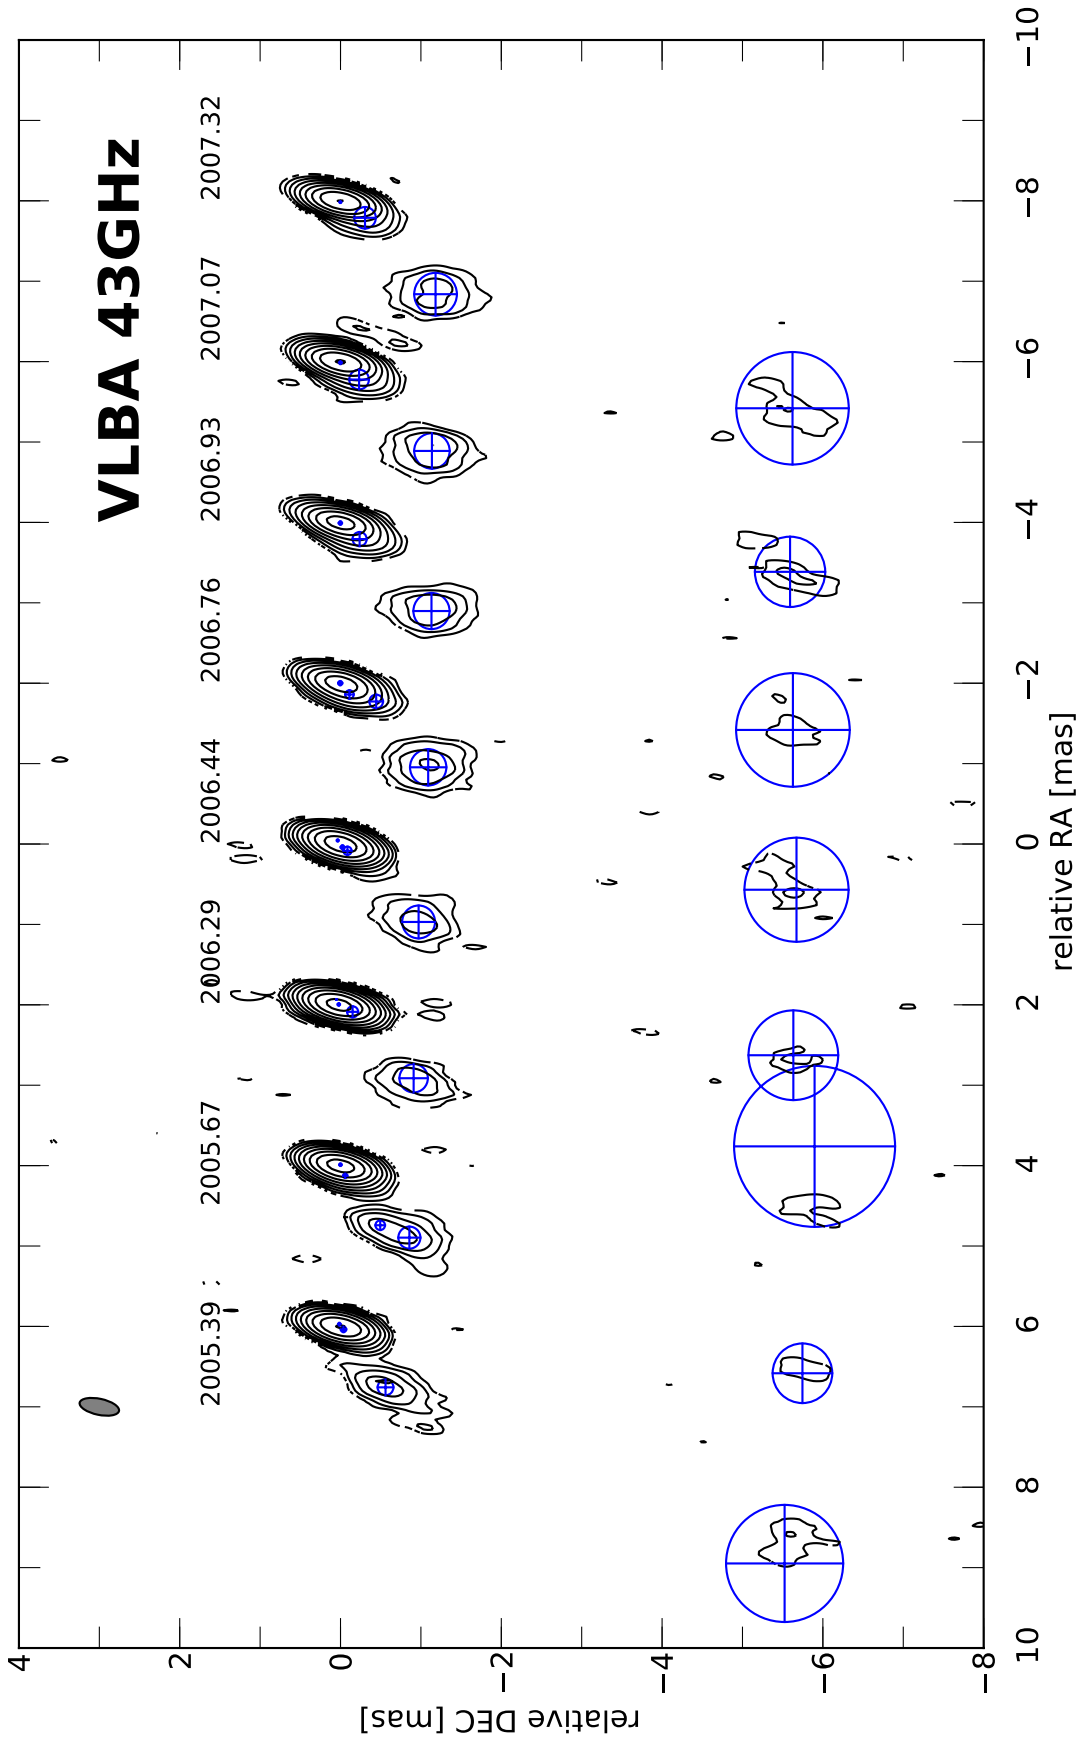 VLBA 43GHz
2005.39 2005.67 2006.29 2006.44 2006.76 2006.93 2007.07 2007.32
4
2
0
−2
−4
−6
−8
relative DEC [mas]
10 8 6 4 2 0 −2 −4 −6 −8 −10
relative RA [mas]